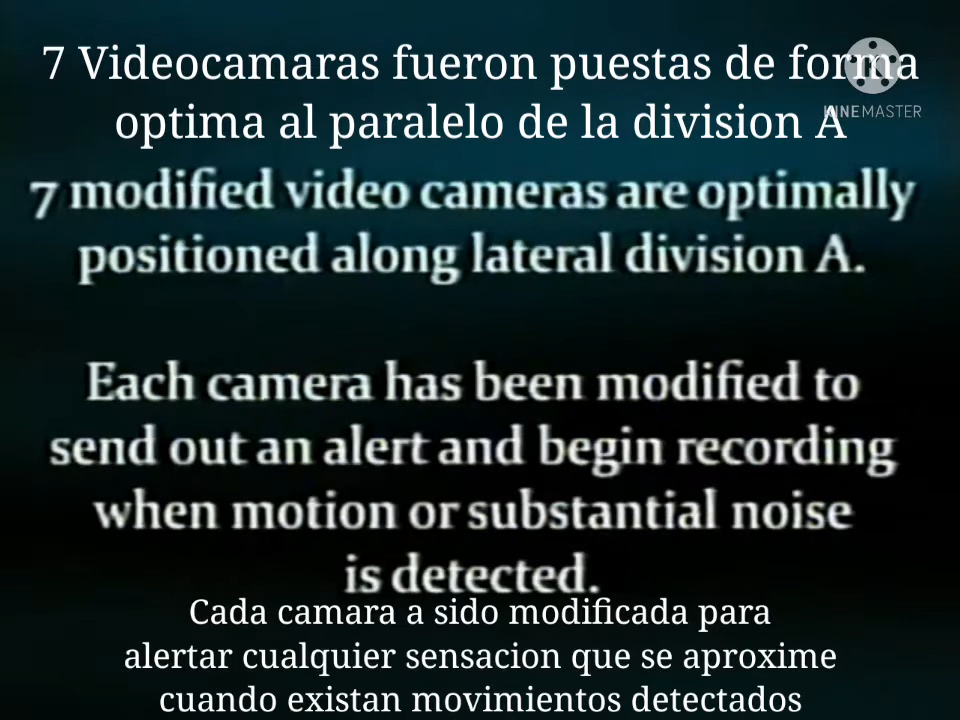 7 Videocamaras fueron puestas de forma
optima al paralelo de la division A
KINEMASTER
7 modified video cameras are optimally
positioned along lateral division A.
Each camera has been modified to
send out an alert and begin recording
when motion or substantial noise
is detected.
Cada camara a sido modificada para
alertar cualquier sensacion que se aproxime
cuando existan movimientos detectados